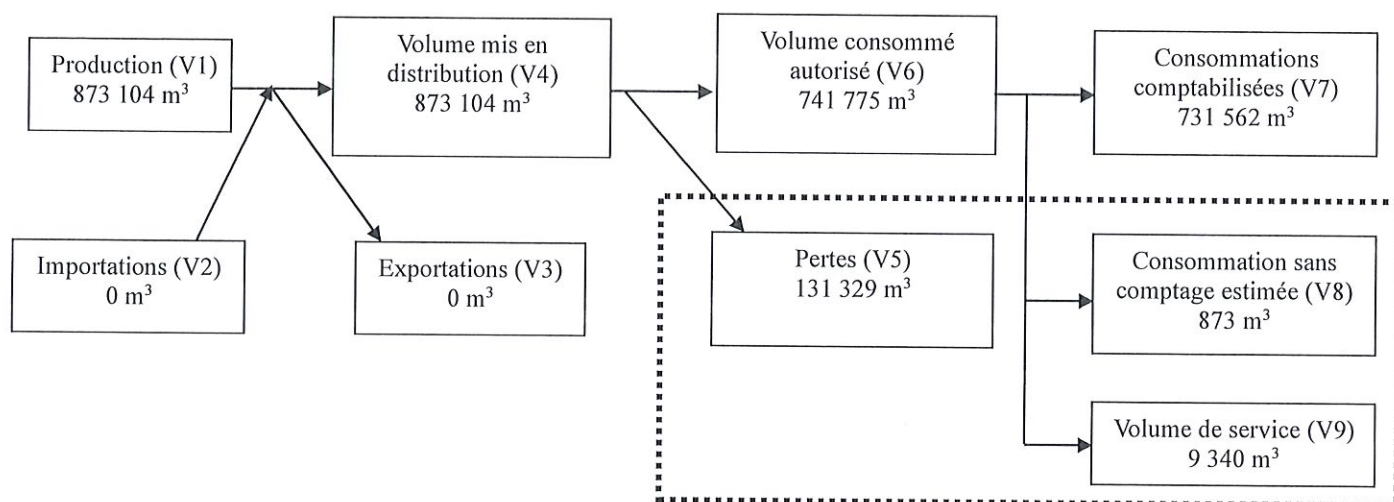 Production (V1)
873 104 m³
Volume mis en
distribution (V4)
873 104 m³
Volume consommé
autorisé (V6)
741 775 m³
Consommations
comptabilisées (V7)
731 562 m³
Importations (V2)
0 m³
Exportations (V3)
0 m³
Pertes (V5)
131 329 m³
Consommation sans
comptage estimée (V8)
873 m³
Volume de service (V9)
9 340 m³